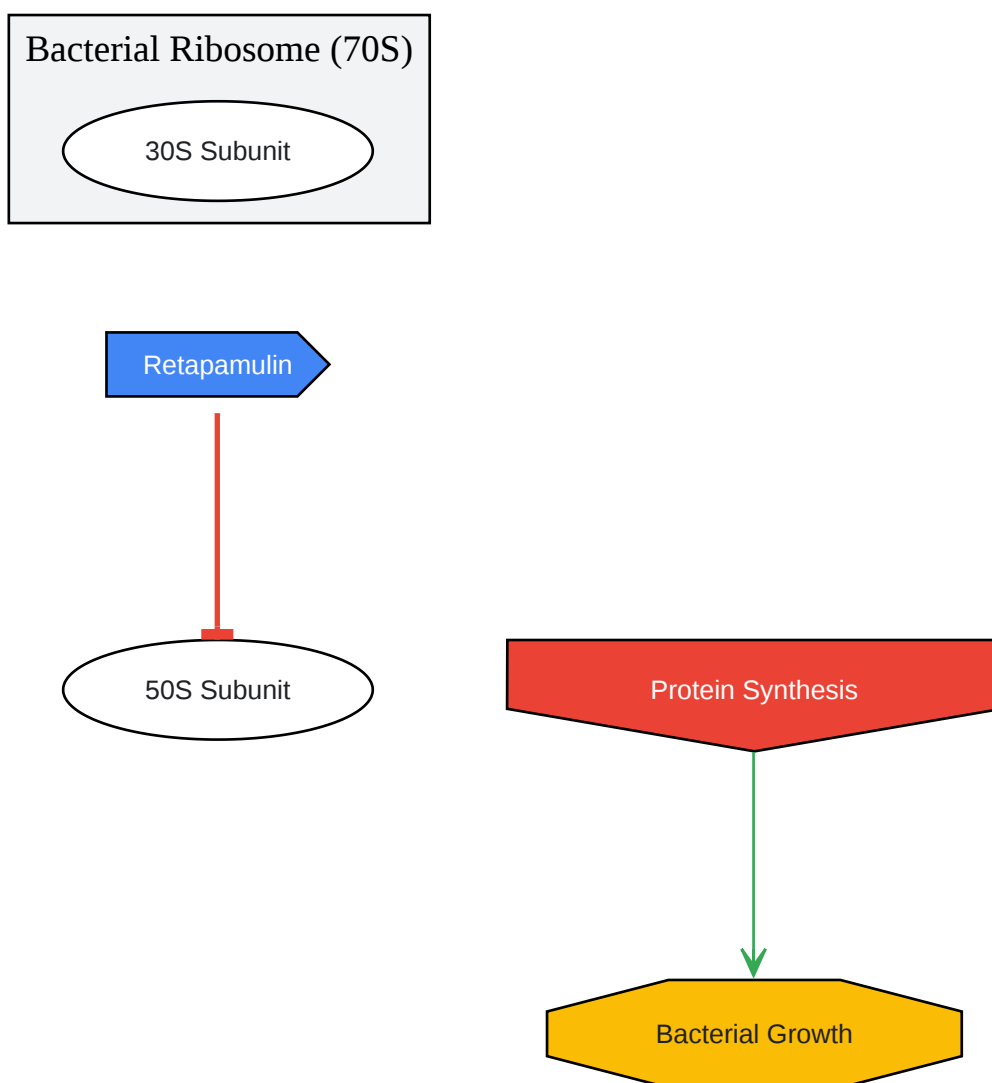 Bacterial Ribosome (70S)
30S Subunit
Retapamulin
50S Subunit
Protein Synthesis
Bacterial Growth